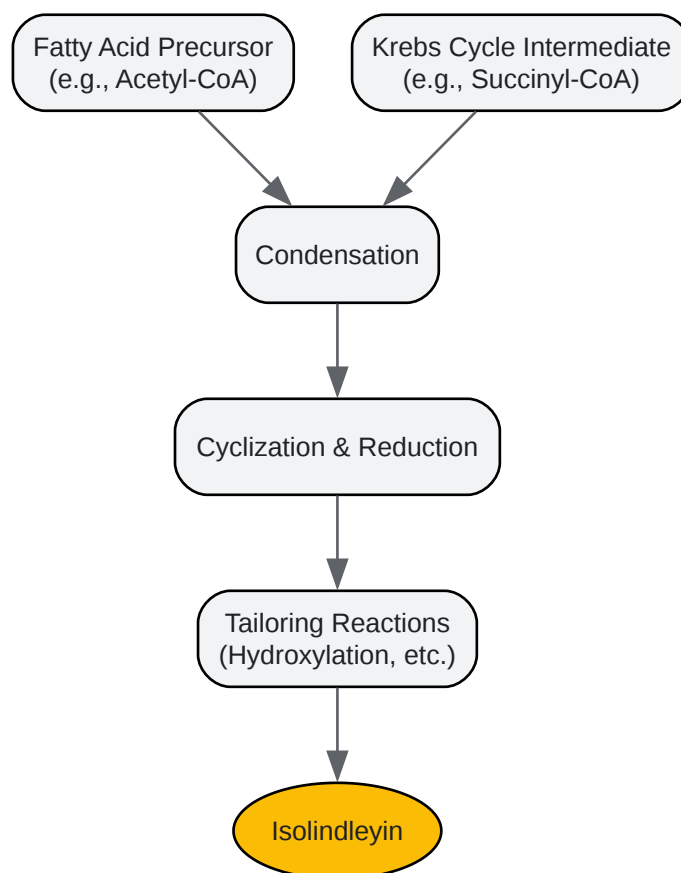 Fatty Acid Precursor
(e.g., Acetyl-CoA)
Krebs Cycle Intermediate
(e.g., Succinyl-CoA)
Condensation
Cyclization & Reduction
Tailoring Reactions
(Hydroxylation, etc.)
Isolindleyin